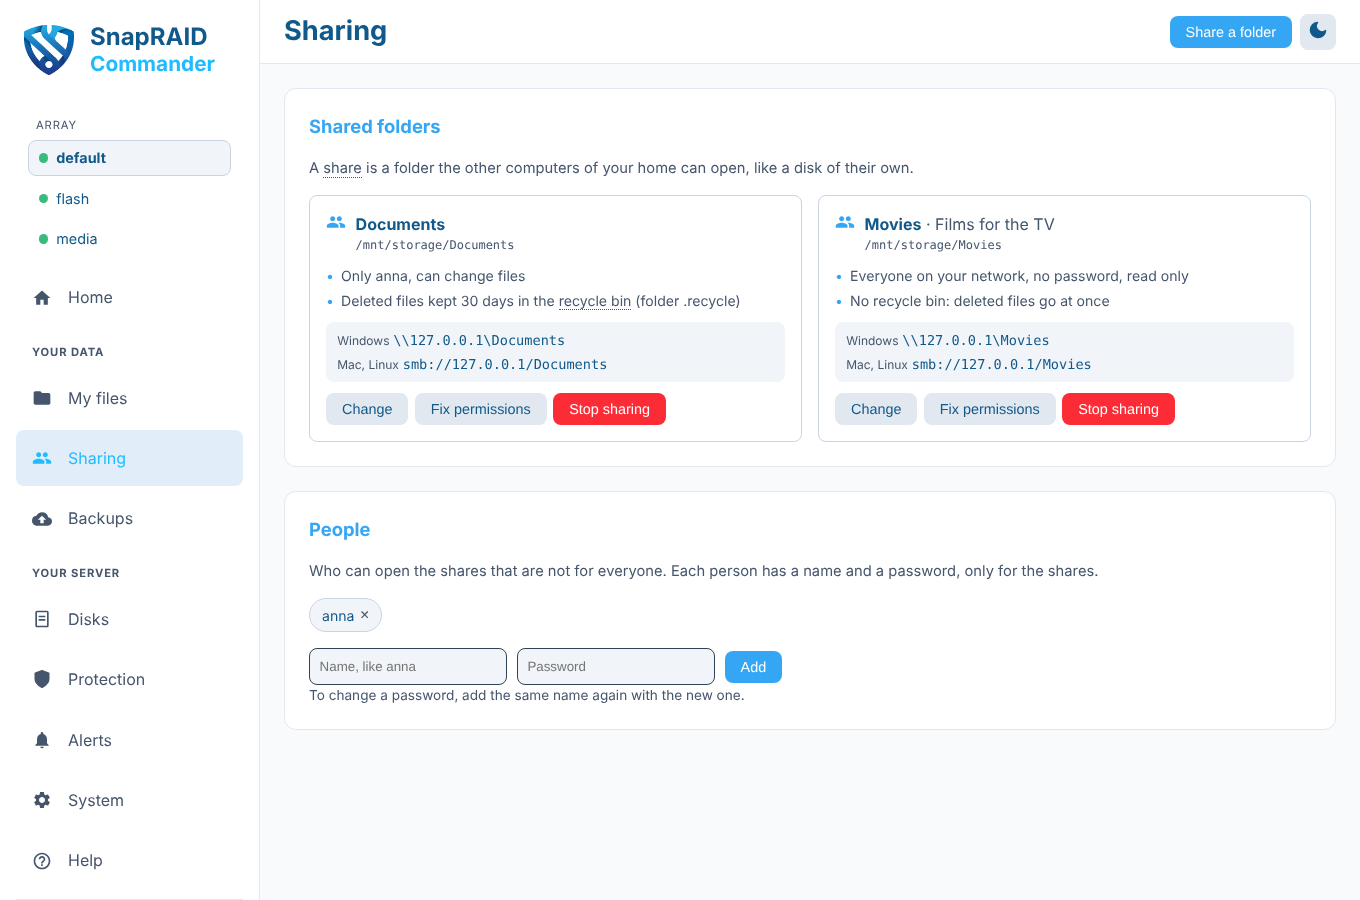 SnapRAID
Commander
ARRAY
default
flash
media
Home
YOUR DATA
My files
Sharing
Backups
YOUR SERVER
Disks
Protection
Alerts
System
Help
Sharing
Share a folder
Shared folders
A share is a folder the other computers of your home can open, like a disk of their own.
Documents
/mnt/storage/Documents
• Only anna, can change files
• Deleted files kept 30 days in the recycle bin (folder .recycle)
Windows \\127.0.0.1\Documents
Mac, Linux smb://127.0.0.1/Documents
Change Fix permissions Stop sharing
Movies · Films for the TV
/mnt/storage/Movies
• Everyone on your network, no password, read only
• No recycle bin: deleted files go at once
Windows \\127.0.0.1\Movies
Mac, Linux smb://127.0.0.1/Movies
Change Fix permissions Stop sharing
People
Who can open the shares that are not for everyone. Each person has a name and a password, only for the shares.
anna ×
Name, like anna Password Add
To change a password, add the same name again with the new one.